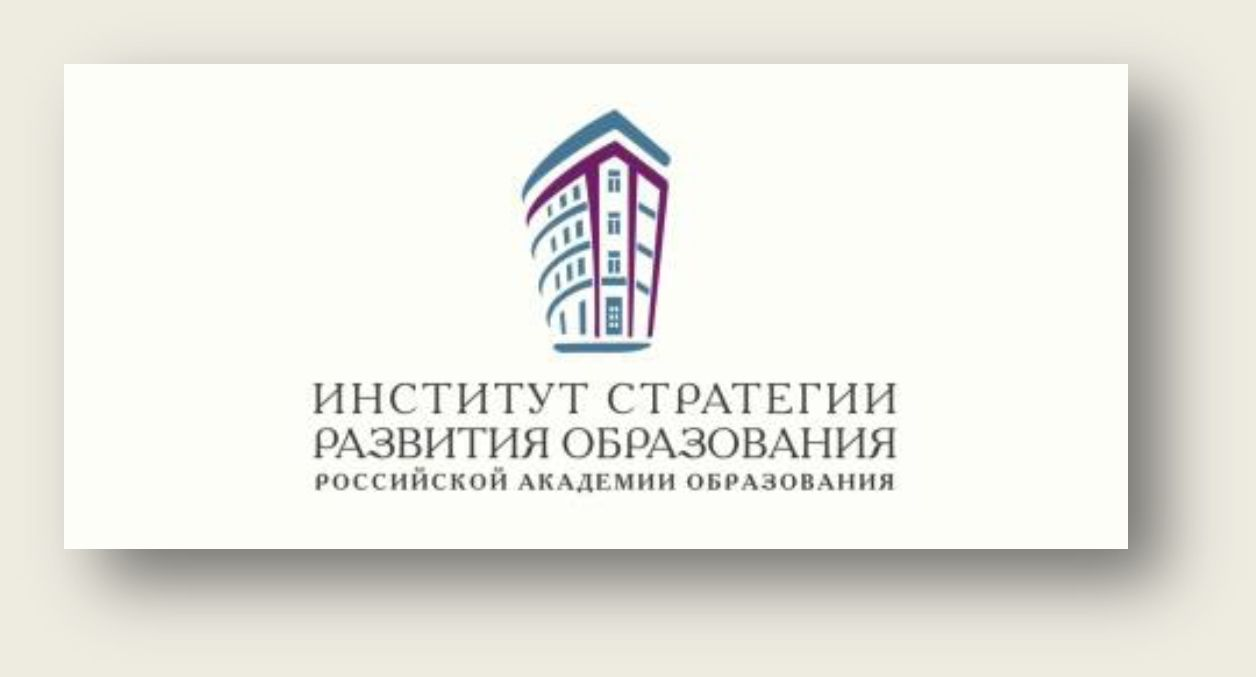 ИНСТИТУТ СТРАТЕГИИ
РАЗВИТИЯ ОБРАЗОВАНИЯ
РОССИЙСКОЙ АКАДЕМИИ ОБРАЗОВАНИЯ